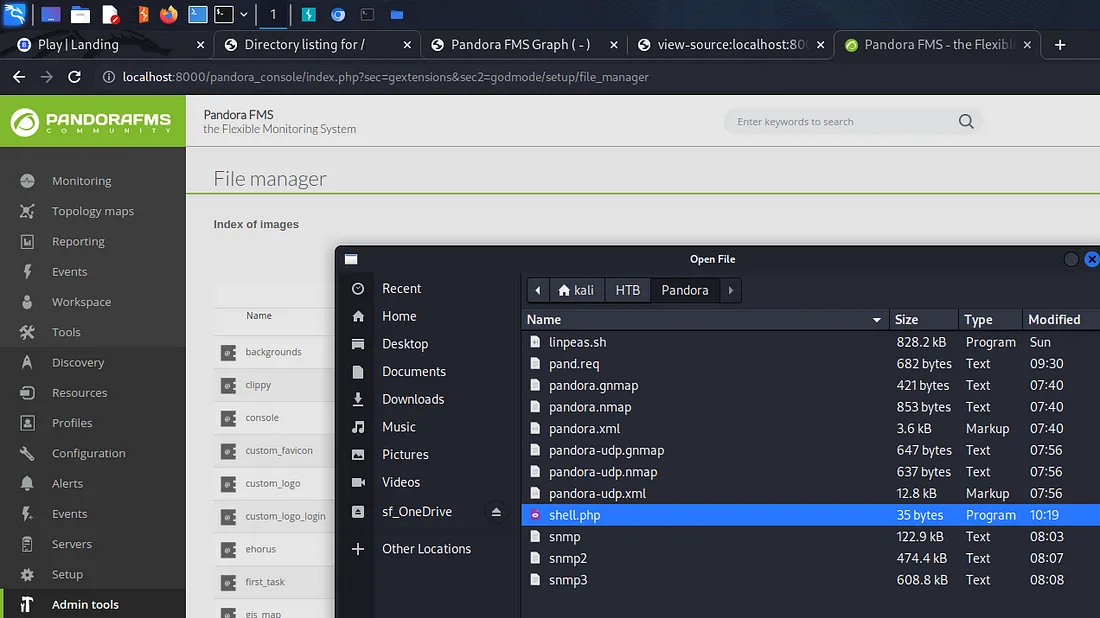 1
Play | Landing
Directory listing for /
Pandora FMS Graph ( - )
view-source:localhost:80
Pandora FMS - the Flexibl
localhost:8000/pandora_console/index.php?sec=gextensions&sec2=godmode/setup/file_manager
PANDORAFMS
COMMUNITY
Pandora FMS
the Flexible Monitoring System
Enter keywords to search
Monitoring
Topology maps
Reporting
Events
Workspace
Tools
Discovery
Resources
Profiles
Configuration
Alerts
Events
Servers
Setup
Admin tools
File manager
Index of images
Name
backgrounds
clippy
console
custom_favicon
custom_logo
custom_logo_login
ehorus
first_task
gis_map
Open File
Recent
Home
Desktop
Documents
Downloads
Music
Pictures
Videos
sf_OneDrive
Other Locations
kali HTB Pandora
Name Size Type Modified
linpeas.sh 828.2 kB Program Sun
pand.req 682 bytes Text 09:30
pandora.gnmap 421 bytes Text 07:40
pandora.nmap 853 bytes Text 07:40
pandora.xml 3.6 kB Markup 07:40
pandora-udp.gnmap 647 bytes Text 07:56
pandora-udp.nmap 637 bytes Text 07:56
pandora-udp.xml 12.8 kB Markup 07:56
shell.php 35 bytes Program 10:19
snmp 122.9 kB Text 08:03
snmp2 474.4 kB Text 08:07
snmp3 608.8 kB Text 08:08